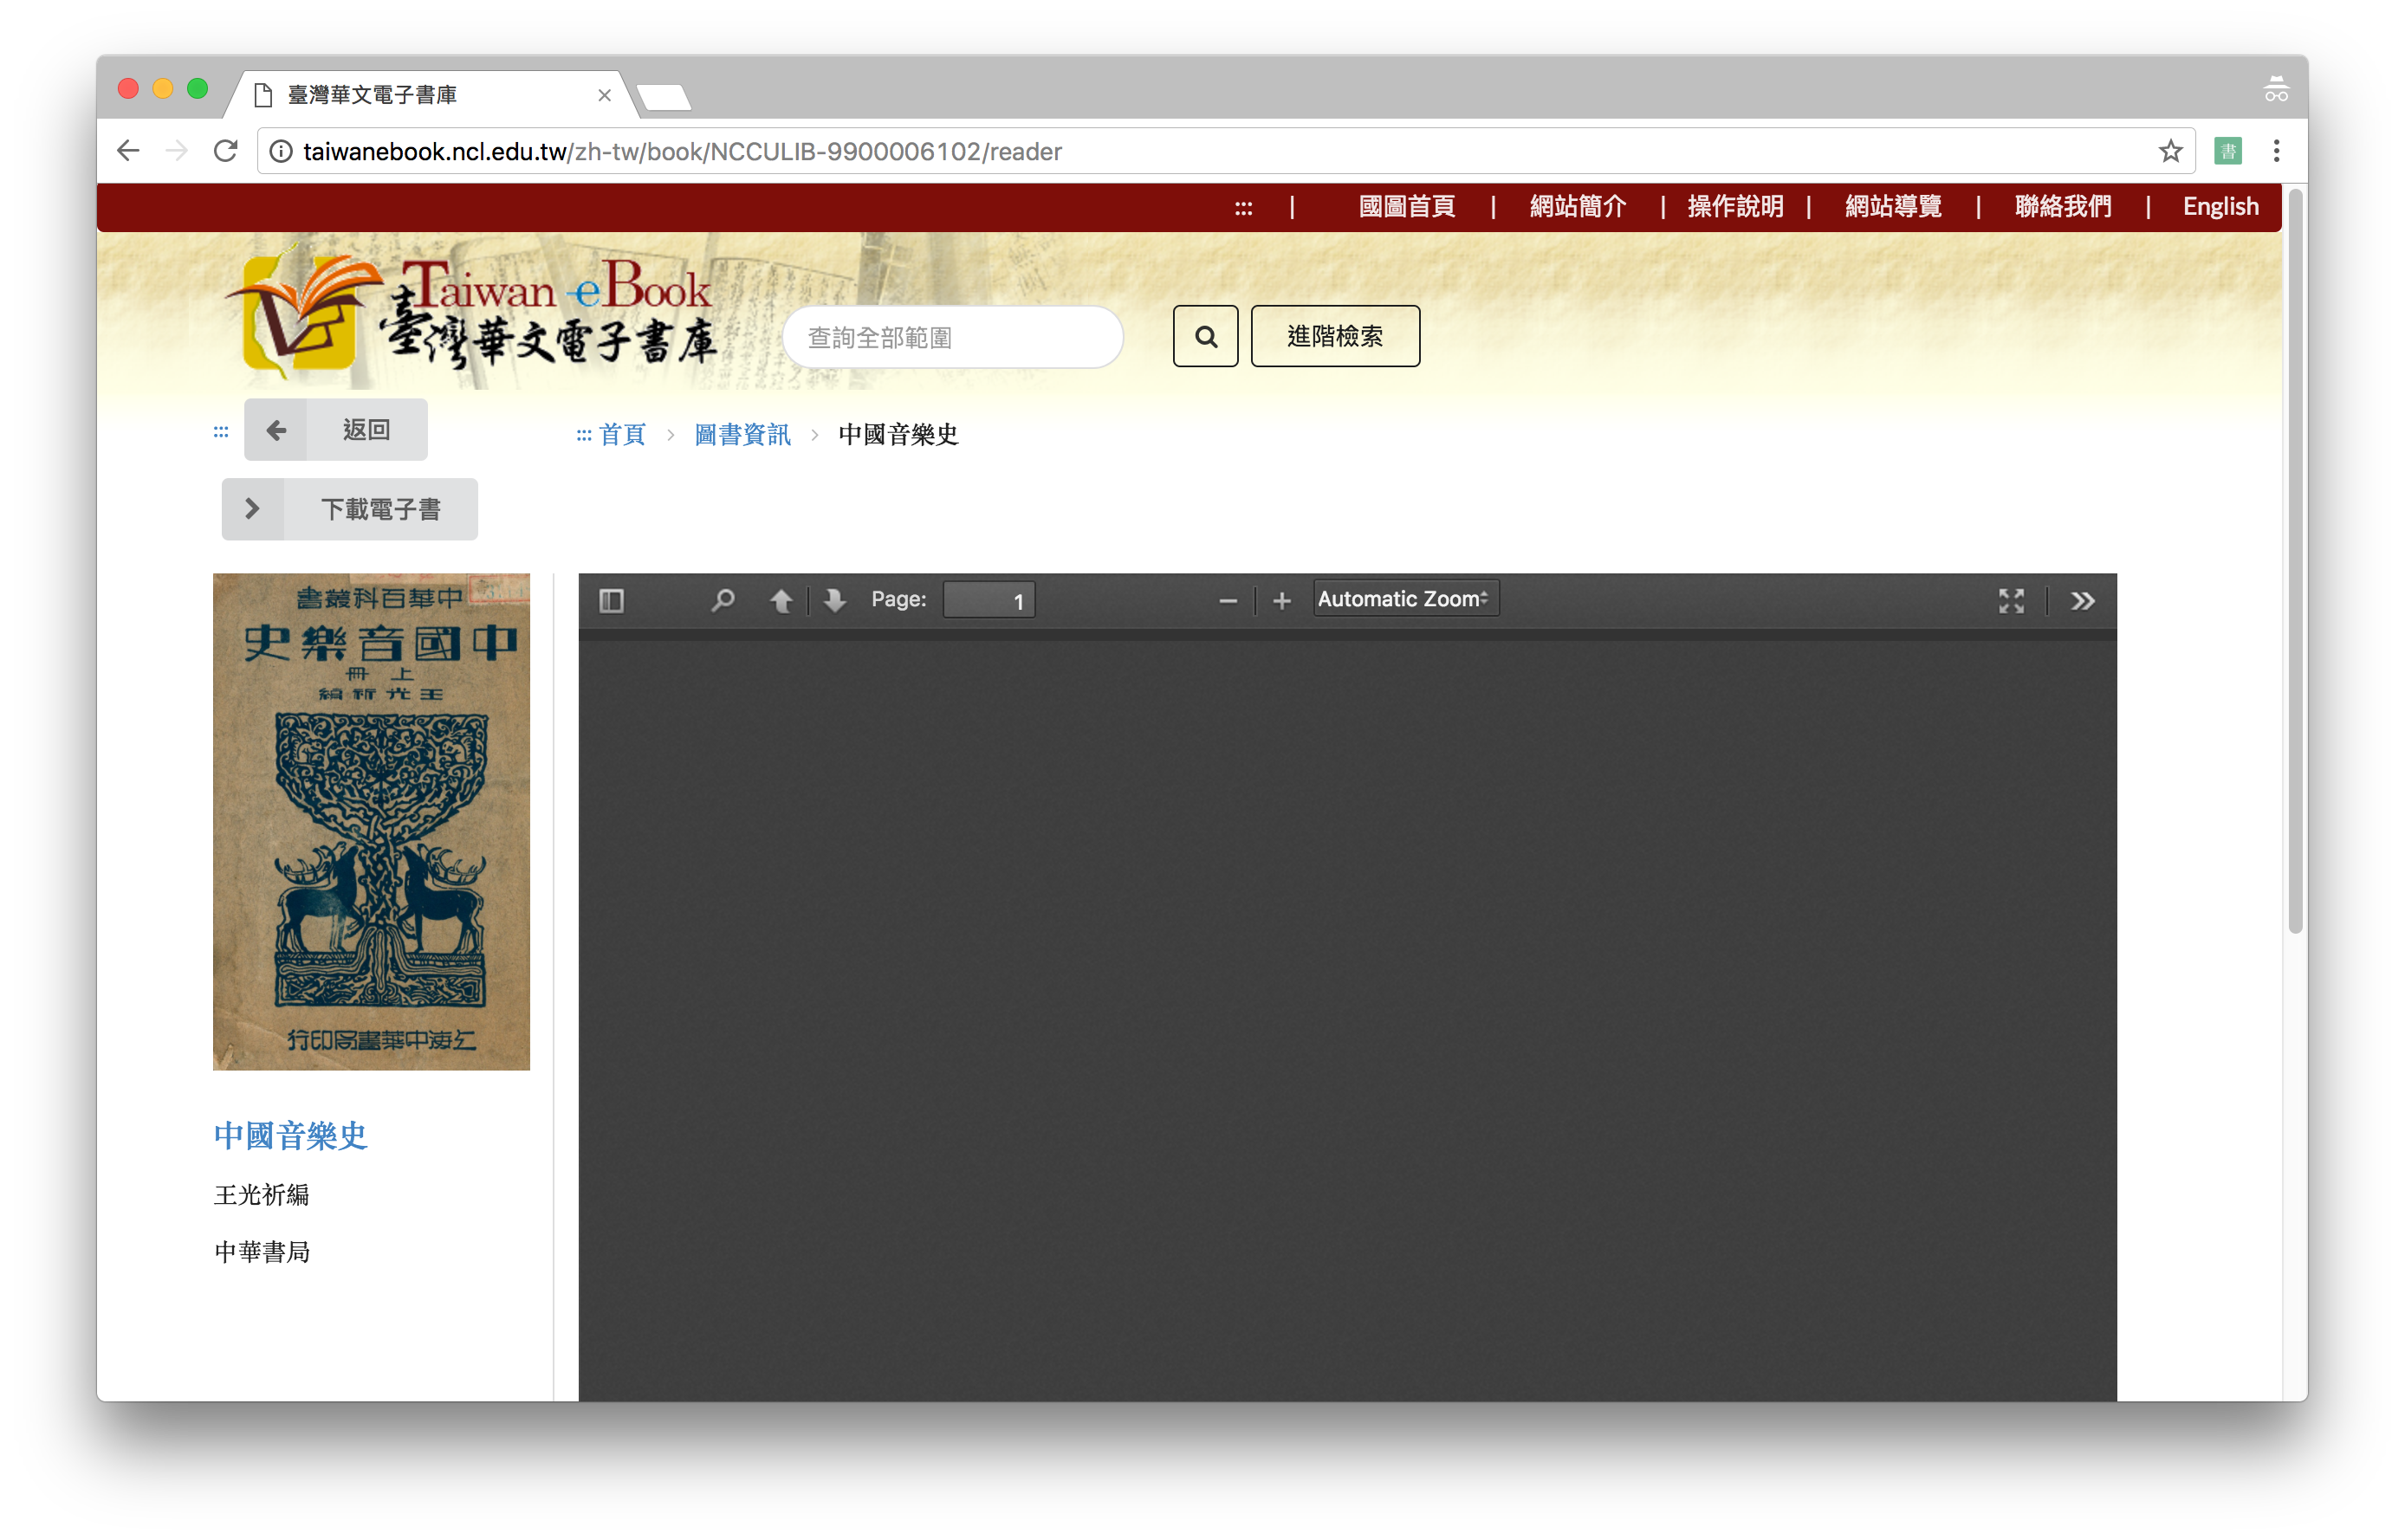 臺灣華文電子書庫
taiwanebook.ncl.edu.tw/zh-tw/book/NCCULIB-9900006102/reader
書
::: | 國圖首頁 | 網站簡介 | 操作說明 | 網站導覽 | 聯絡我們 | English
Taiwan eBook
臺灣華文電子書庫
查詢全部範圍
進階檢索
::: 返回
::: 首頁 › 圖書資訊 › 中國音樂史
下載電子書
Page: 1
Automatic Zoom
中華百科叢書
中國音樂史
上冊
王光祈編
上海中華書局印行
中國音樂史
王光祈編
中華書局